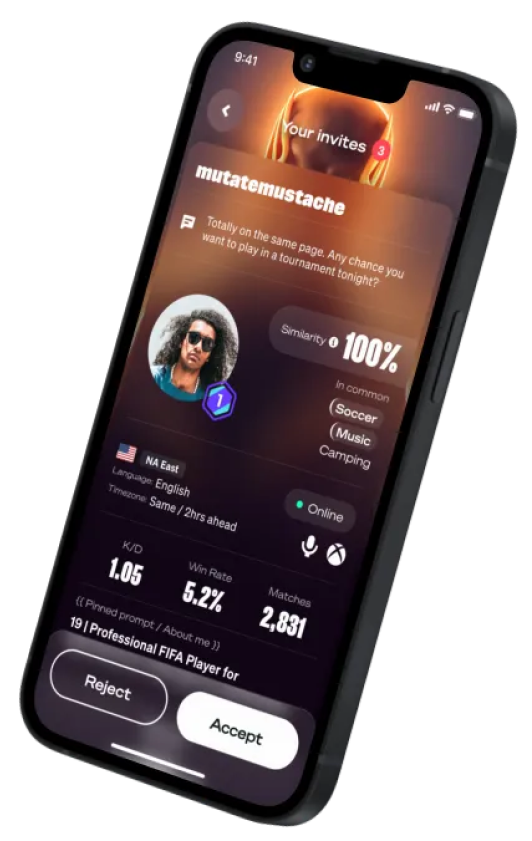 9:41
Your invites 3
mutatemustache
Totally on the same page. Any chance you
want to play in a tournament tonight?
Similarity i 100%
1
In common
(Soccer
(Music
Camping
NA East
Language: English
Timezone: Same / 2hrs ahead
Online
K/D
1.05
Win Rate
5.2%
Matches
2,831
{{ Pinned prompt / About me }}
19 | Professional FIFA Player for
Reject
Accept